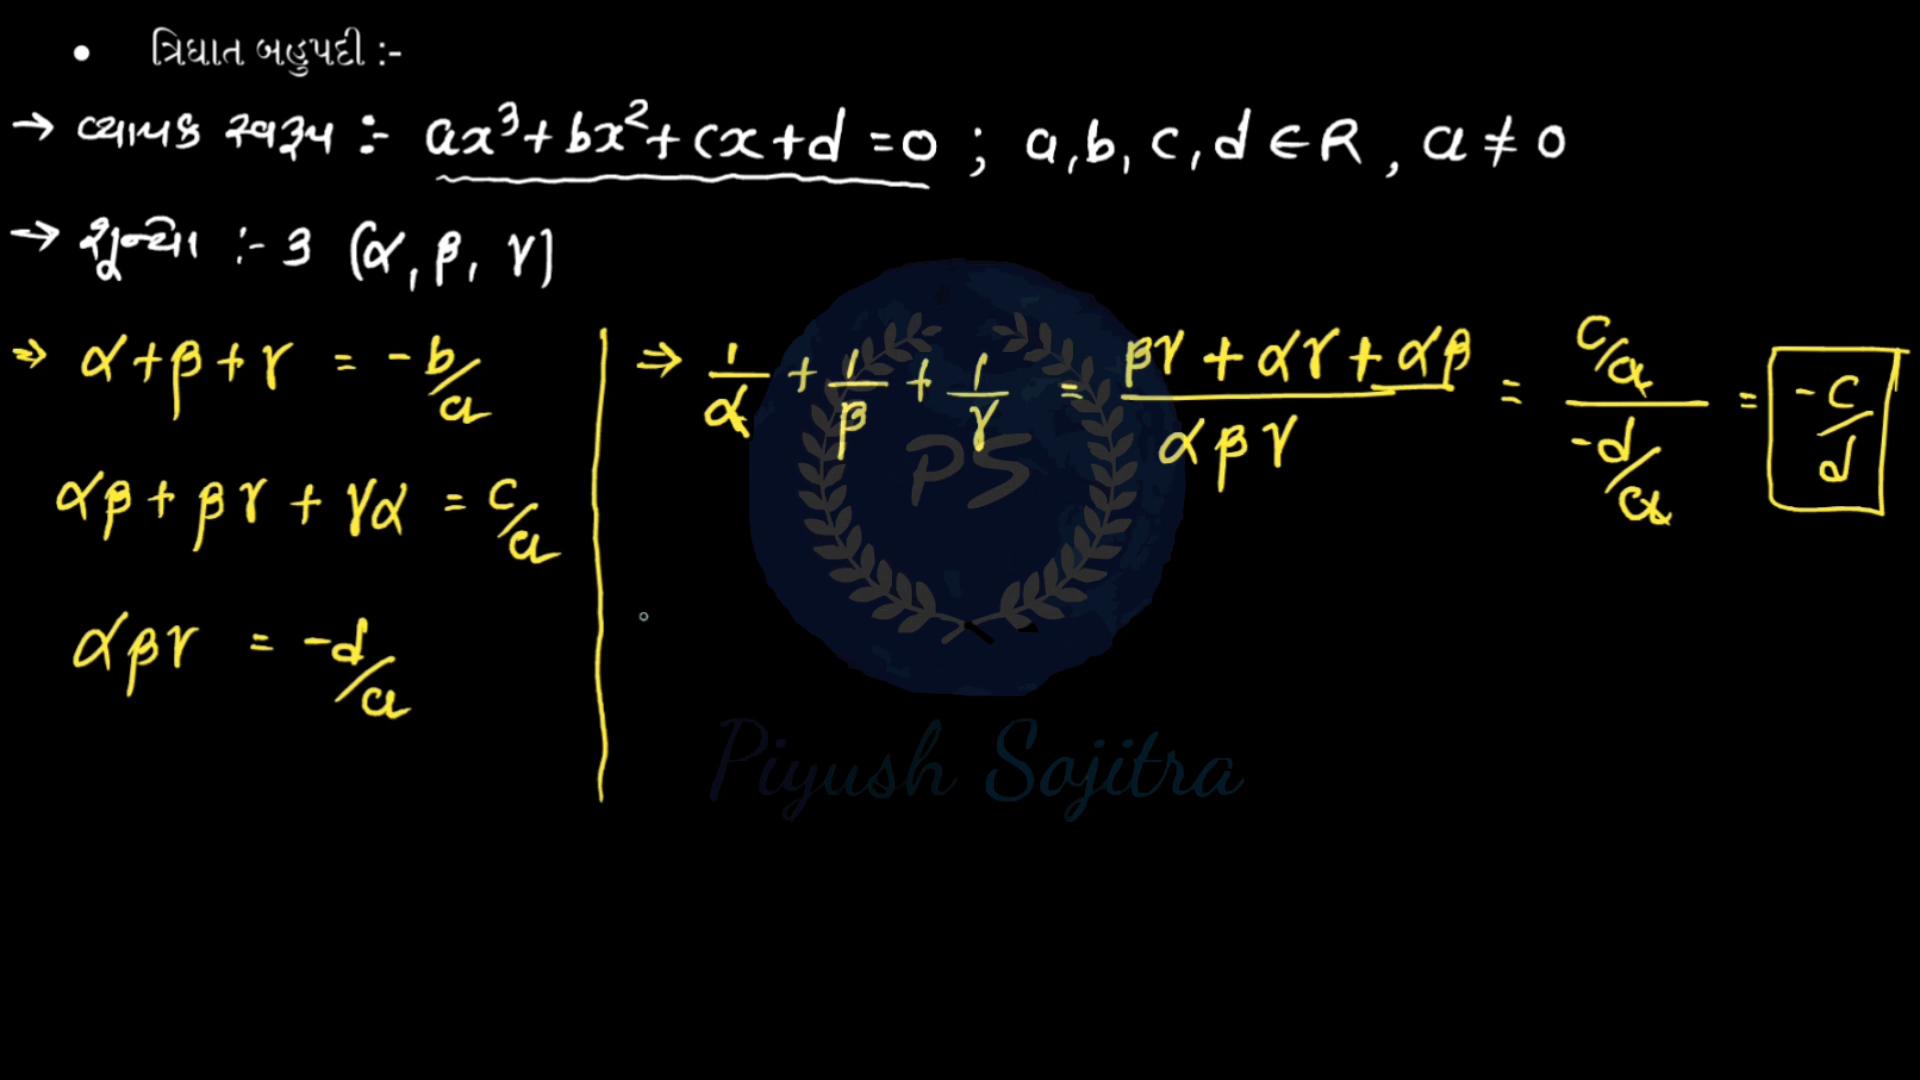 • ત્રિઘાત બહુપદી :-
→ વ્યાપક સ્વરૂપ :- ax³+bx²+cx+d=0 ; a,b,c,d∈R, a≠0
→ શૂન્યો :- 3 (α, β, γ)
⇒ α+β+γ = -b/a
αβ+βγ+γα = c/a
αβγ = -d/a
⇒ 1/α + 1/β + 1/γ = (βγ+αγ+αβ)/(αβγ) = (c/a)/(-d/a) = -c/d
PS
Piyush Sojitra